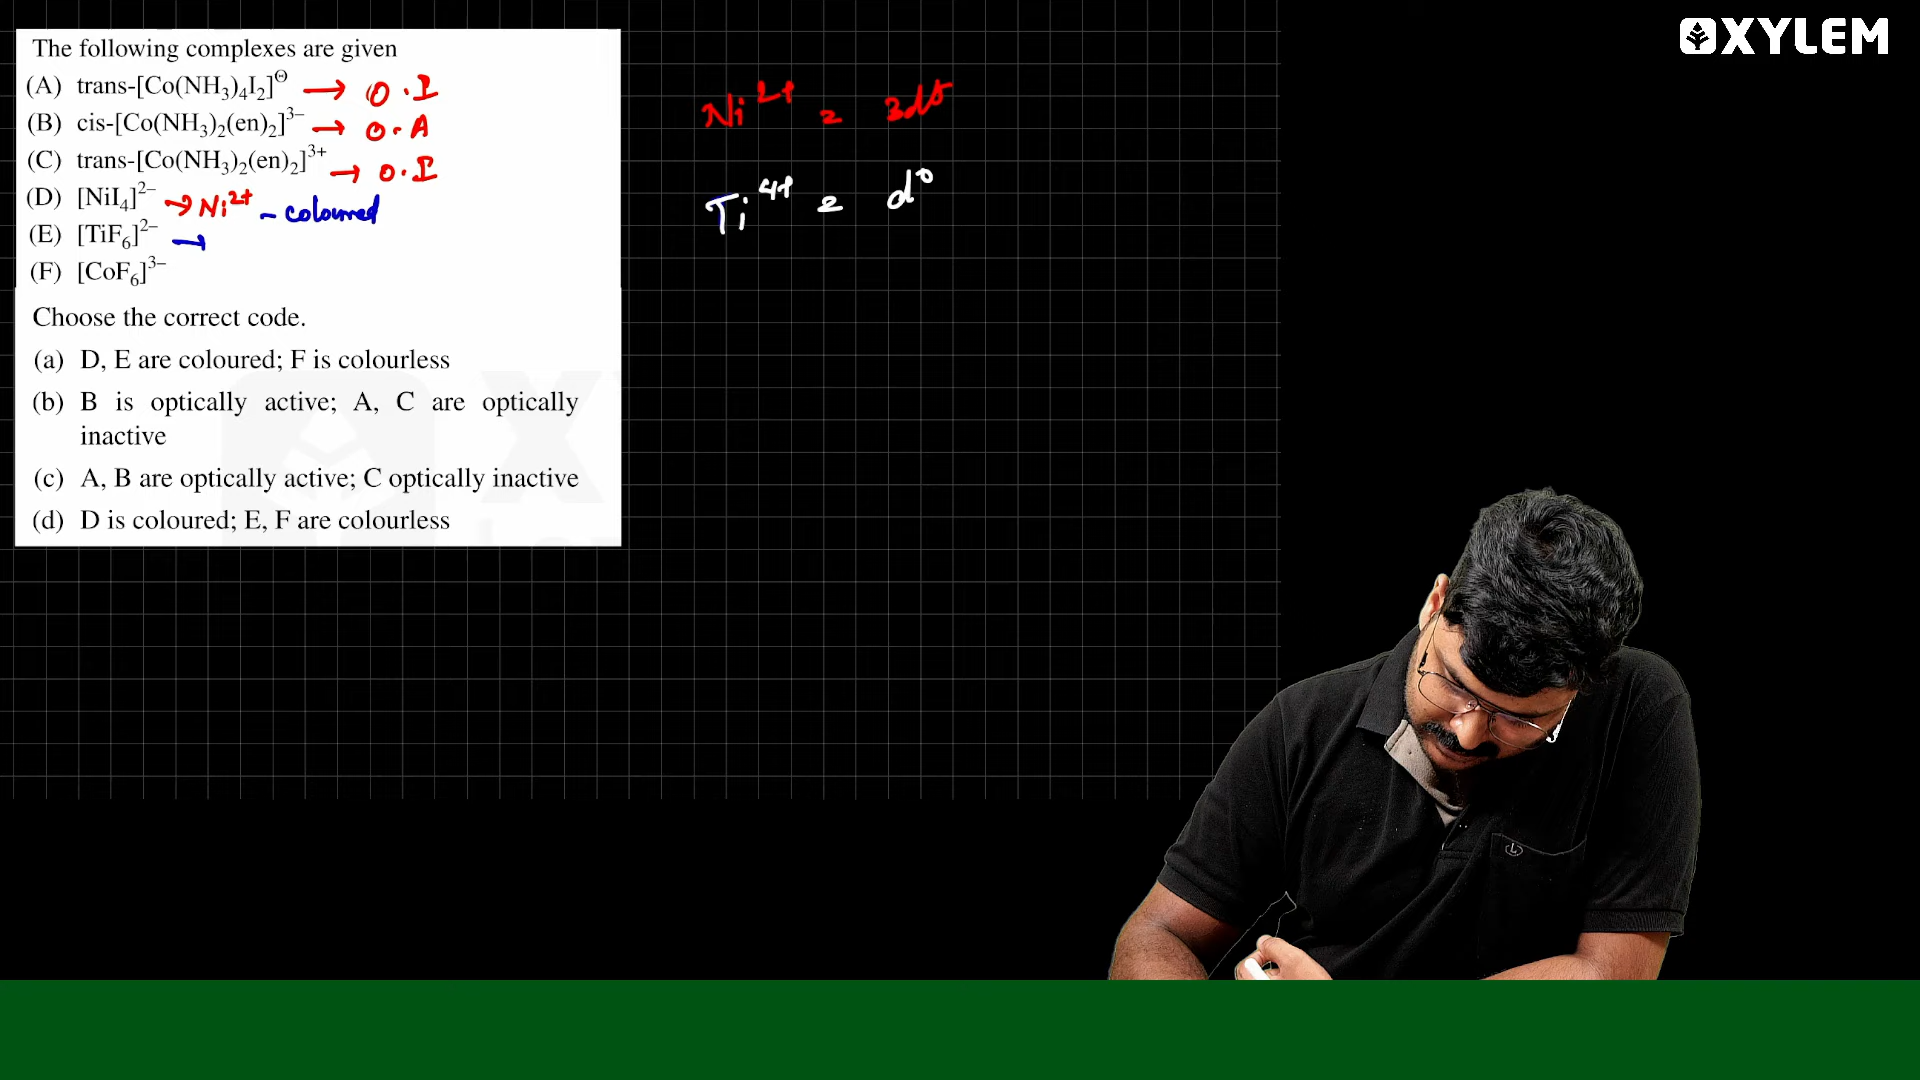 XYLEM
The following complexes are given
(A) trans-[Co(NH₃)₄I₂]^⊖ → O.I
(B) cis-[Co(NH₃)₂(en)₂]³⁻ → O.A
(C) trans-[Co(NH₃)₂(en)₂]³⁺ → O.I
(D) [NiI₄]²⁻ → Ni²⁺ - coloured
(E) [TiF₆]²⁻ →
(F) [CoF₆]³⁻
Choose the correct code.
(a) D, E are coloured; F is colourless
(b) B is optically active; A, C are optically
inactive
(c) A, B are optically active; C optically inactive
(d) D is coloured; E, F are colourless
Ni²⁺ =
Ti⁴⁺ = d⁰